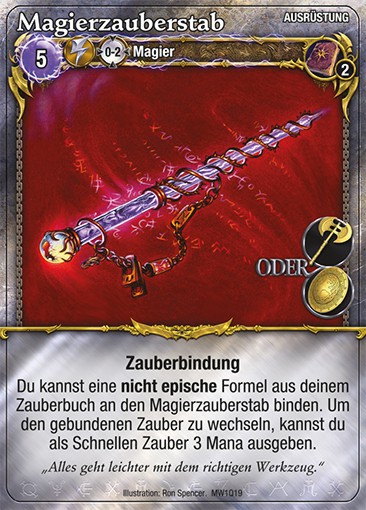 Magierzauberstab
AUSRÜSTUNG
5
0-2
Magier
2
ODER
Zauberbindung
Du kannst eine nicht epische Formel aus deinem
Zauberbuch an den Magierzauberstab binden. Um
den gebundenen Zauber zu wechseln, kannst du
als Schnellen Zauber 3 Mana ausgeben.
„Alles geht leichter mit dem richtigen Werkzeug.“
Illustration: Ron Spencer. MW1Q19